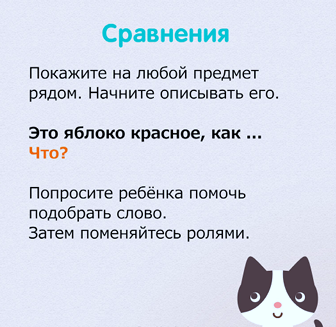 Сравнения
Покажите на любой предмет
рядом. Начните описывать его.
Это яблоко красное, как ...
Что?
Попросите ребёнка помочь
подобрать слово.
Затем поменяйтесь ролями.